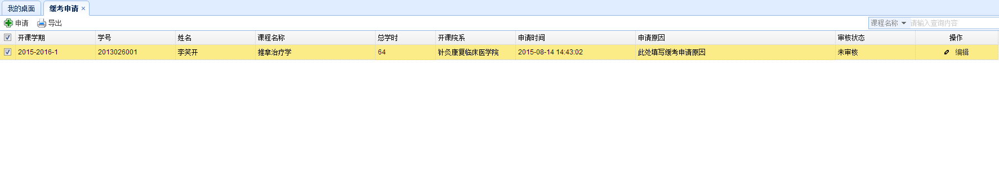 我的桌面 缓考申请 ×
申请 导出 课程名称 请输入查询内容
开课学期 学号 姓名 课程名称 总学时 开课院系 申请时间 申请原因 审核状态 操作
2015-2016-1 2013026001 李笑开 推拿治疗学 64 针灸康复临床医学院 2015-08-14 14:43:02 此处填写缓考申请原因 未审核 编辑